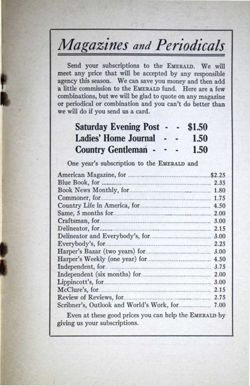 Magazines and Periodicals
Send your subscriptions to the EMERALD. We will
meet any price that will be accepted by any responsible
agency this season. We can save you money and then add
a little commission to the EMERALD fund. Here are a few
combinations, but we will be glad to quote on any magazine
or periodical or combination and you can't do better than
we will do if you send us a card.
Saturday Evening Post - - $1.50
Ladies' Home Journal - - 1.50
Country Gentleman - - - 1.50
One year's subscription to the EMERALD and
American Magazine, for $2.25
Blue Book, for 2.35
Book News Monthly, for 1.80
Commoner, for 1.75
Country Life in America, for 4.50
Same, 5 months for 2.00
Craftsman, for 3.00
Delineator, for 2.15
Delineator and Everybody's, for 3.00
Everybody's, for 2.25
Harper's Bazar (two years) for 3.00
Harper's Weekly (one year) for 4.50
Independent, for 3.75
Independent (six months) for 2.00
Lippincott's, for 3.00
McClure's, for 2.15
Review of Reviews, for 2.75
Scribner's, Outlook and World's Work, for 7.00
Even at these good prices you can help the EMERALD by
giving us your subscriptions.